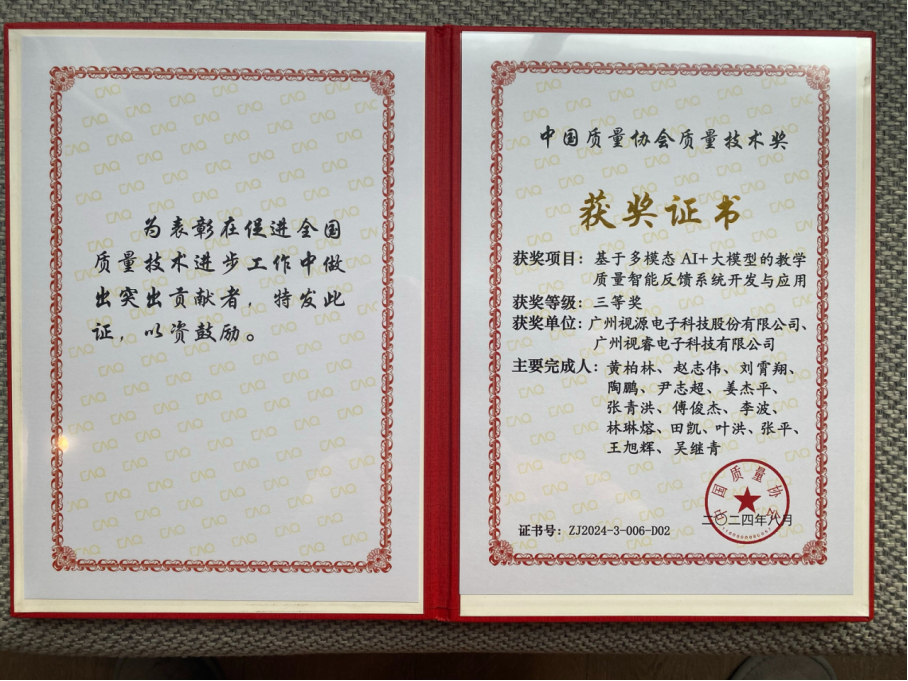 为表彰在促进全国
质量技术进步工作中做
出突出贡献者，特发此
证，以资鼓励。
中国质量协会质量技术奖
获奖证书
获奖项目：基于多模态 AI+大模型的教学
质量智能反馈系统开发与应用
获奖等级：三等奖
获奖单位：广州视源电子科技股份有限公司、
广州视睿电子科技有限公司
主要完成人：黄柏林、赵志伟、刘霄翔、
陶鹏、尹志超、姜杰平、
张青洪、傅俊杰、李波、
林琳熔、田凯、叶洪、张平、
王旭辉、吴继青
中国质量协会
二〇二四年六月
证书号：ZJ2024-3-006-D02
CAQ